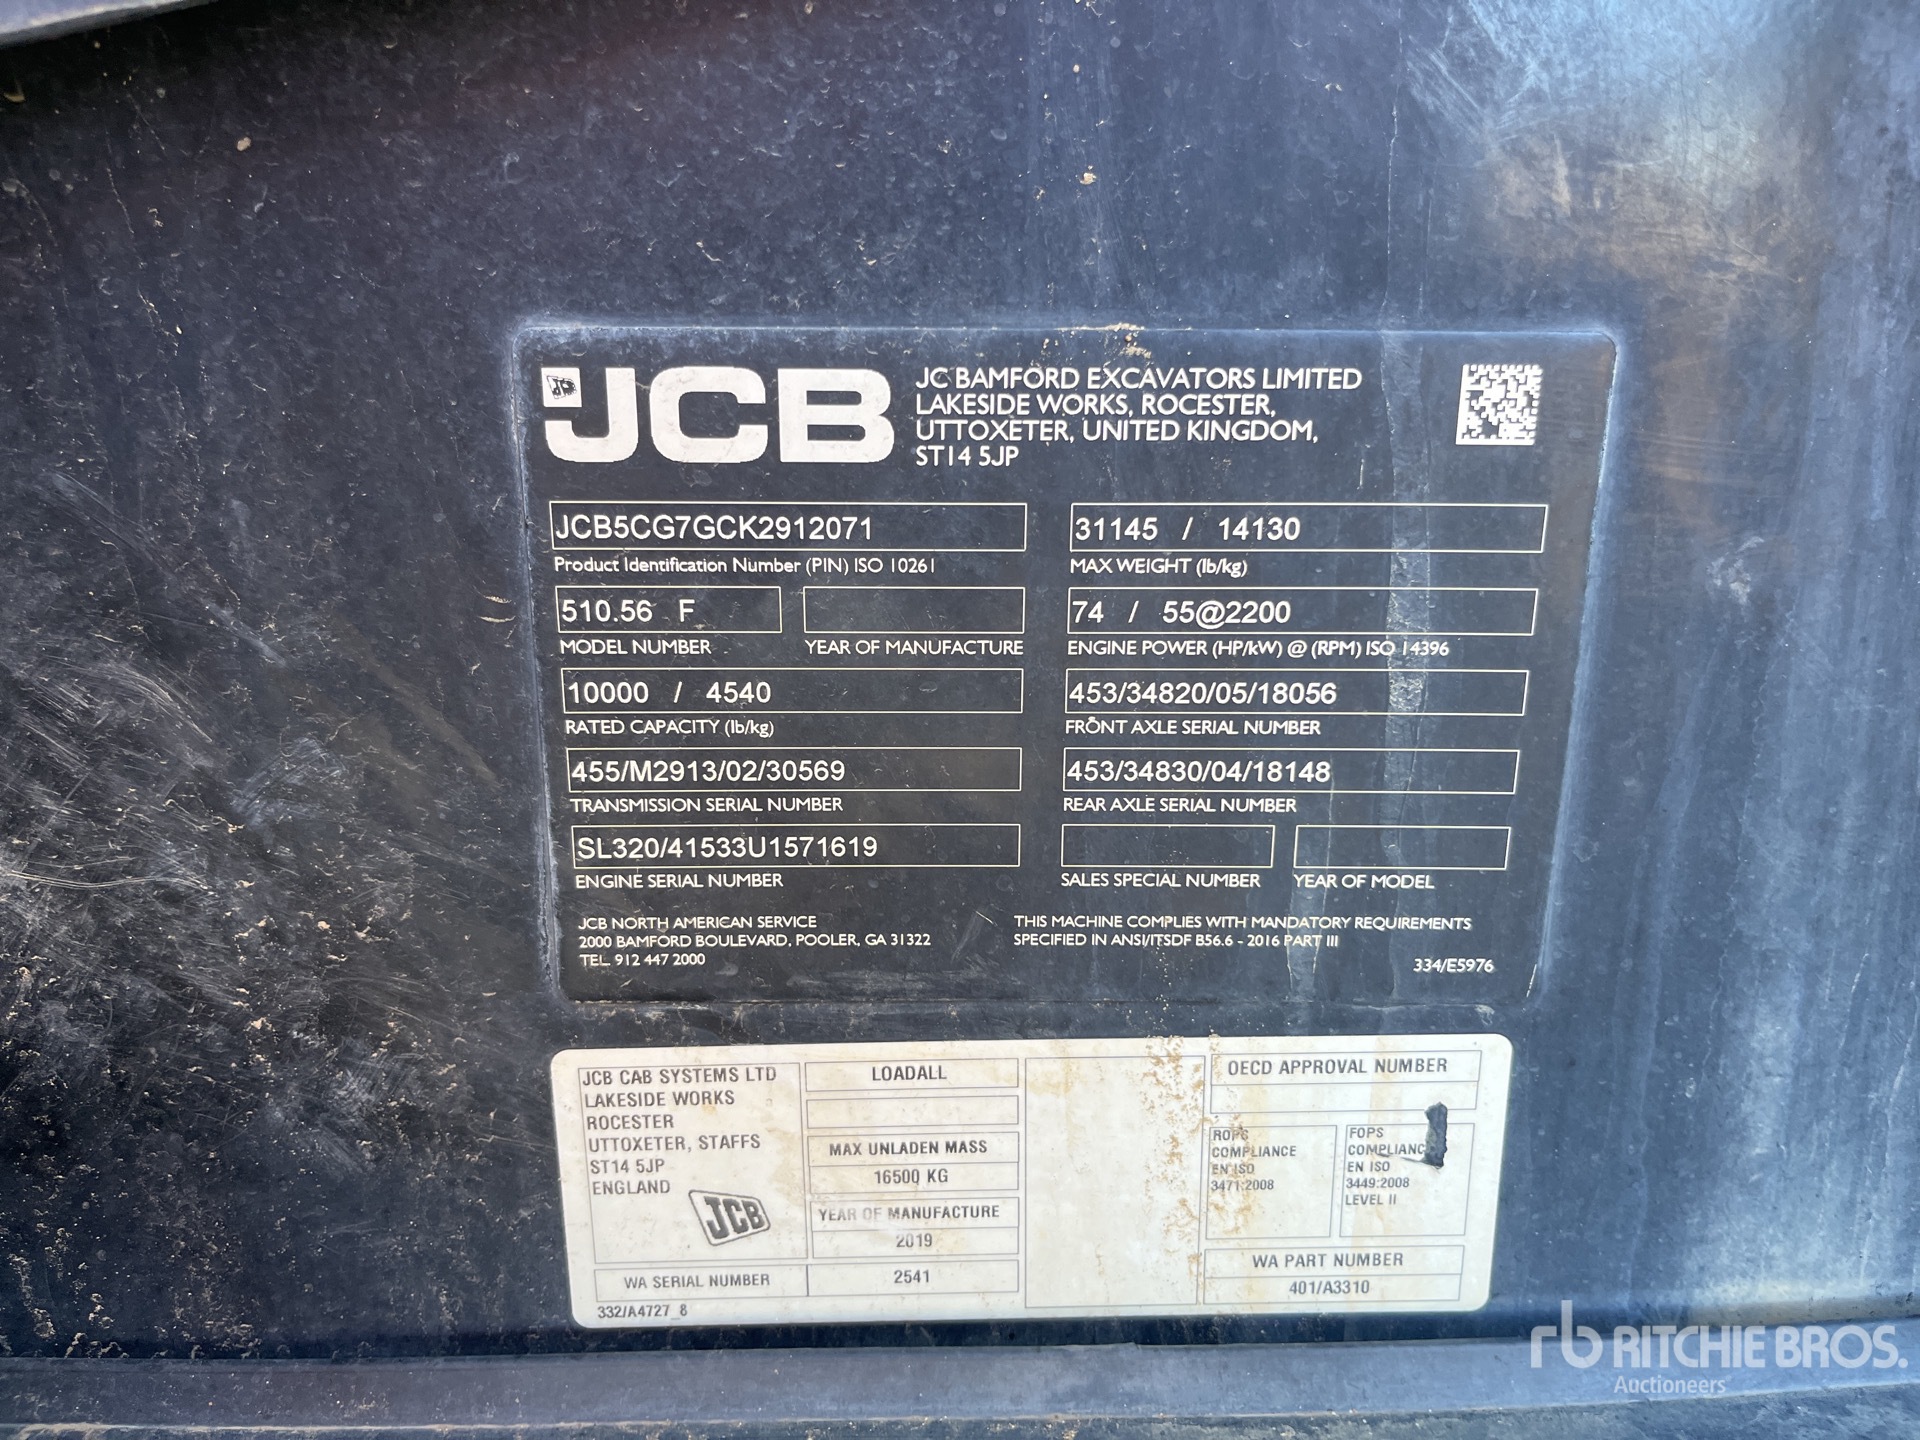 JCB
JC BAMFORD EXCAVATORS LIMITED
LAKESIDE WORKS, ROCESTER,
UTTOXETER, UNITED KINGDOM,
ST14 5JP
JCB5CG7GCK2912071
Product Identification Number (PIN) ISO 10261
31145 / 14130
MAX WEIGHT (lb/kg)
510.56 F
MODEL NUMBER
YEAR OF MANUFACTURE
74 / 55@2200
ENGINE POWER (HP/kW) @ (RPM) ISO 14396
10000 / 4540
RATED CAPACITY (lb/kg)
453/34820/05/18056
FRONT AXLE SERIAL NUMBER
455/M2913/02/30569
TRANSMISSION SERIAL NUMBER
453/34830/04/18148
REAR AXLE SERIAL NUMBER
SL320/41533U1571619
ENGINE SERIAL NUMBER
SALES SPECIAL NUMBER
YEAR OF MODEL
JCB NORTH AMERICAN SERVICE
2000 BAMFORD BOULEVARD, POOLER, GA 31322
TEL. 912 447 2000
THIS MACHINE COMPLIES WITH MANDATORY REQUIREMENTS
SPECIFIED IN ANSI/ITSDF B56.6 - 2016 PART III
334/E5976
JCB CAB SYSTEMS LTD
LAKESIDE WORKS
ROCESTER
UTTOXETER, STAFFS
ST14 5JP
ENGLAND
JCB
WA SERIAL NUMBER
332/A4727_8
LOADALL
MAX UNLADEN MASS
16500 KG
YEAR OF MANUFACTURE
2019
2541
OECD APPROVAL NUMBER
ROPS
COMPLIANCE
EN ISO
3471:2008
FOPS
COMPLIANCE
EN ISO
3449:2008
LEVEL II
WA PART NUMBER
401/A3310
rb RITCHIE BROS.
Auctioneers